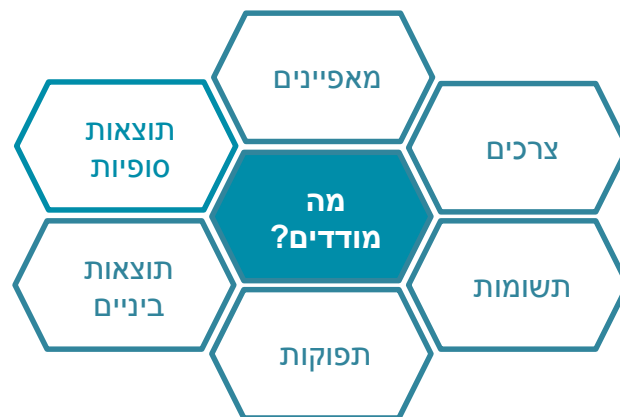 מאפיינים
צרכים
תשומות
תפוקות
תוצאות
ביניים
תוצאות
סופיות
מה
מודדים?